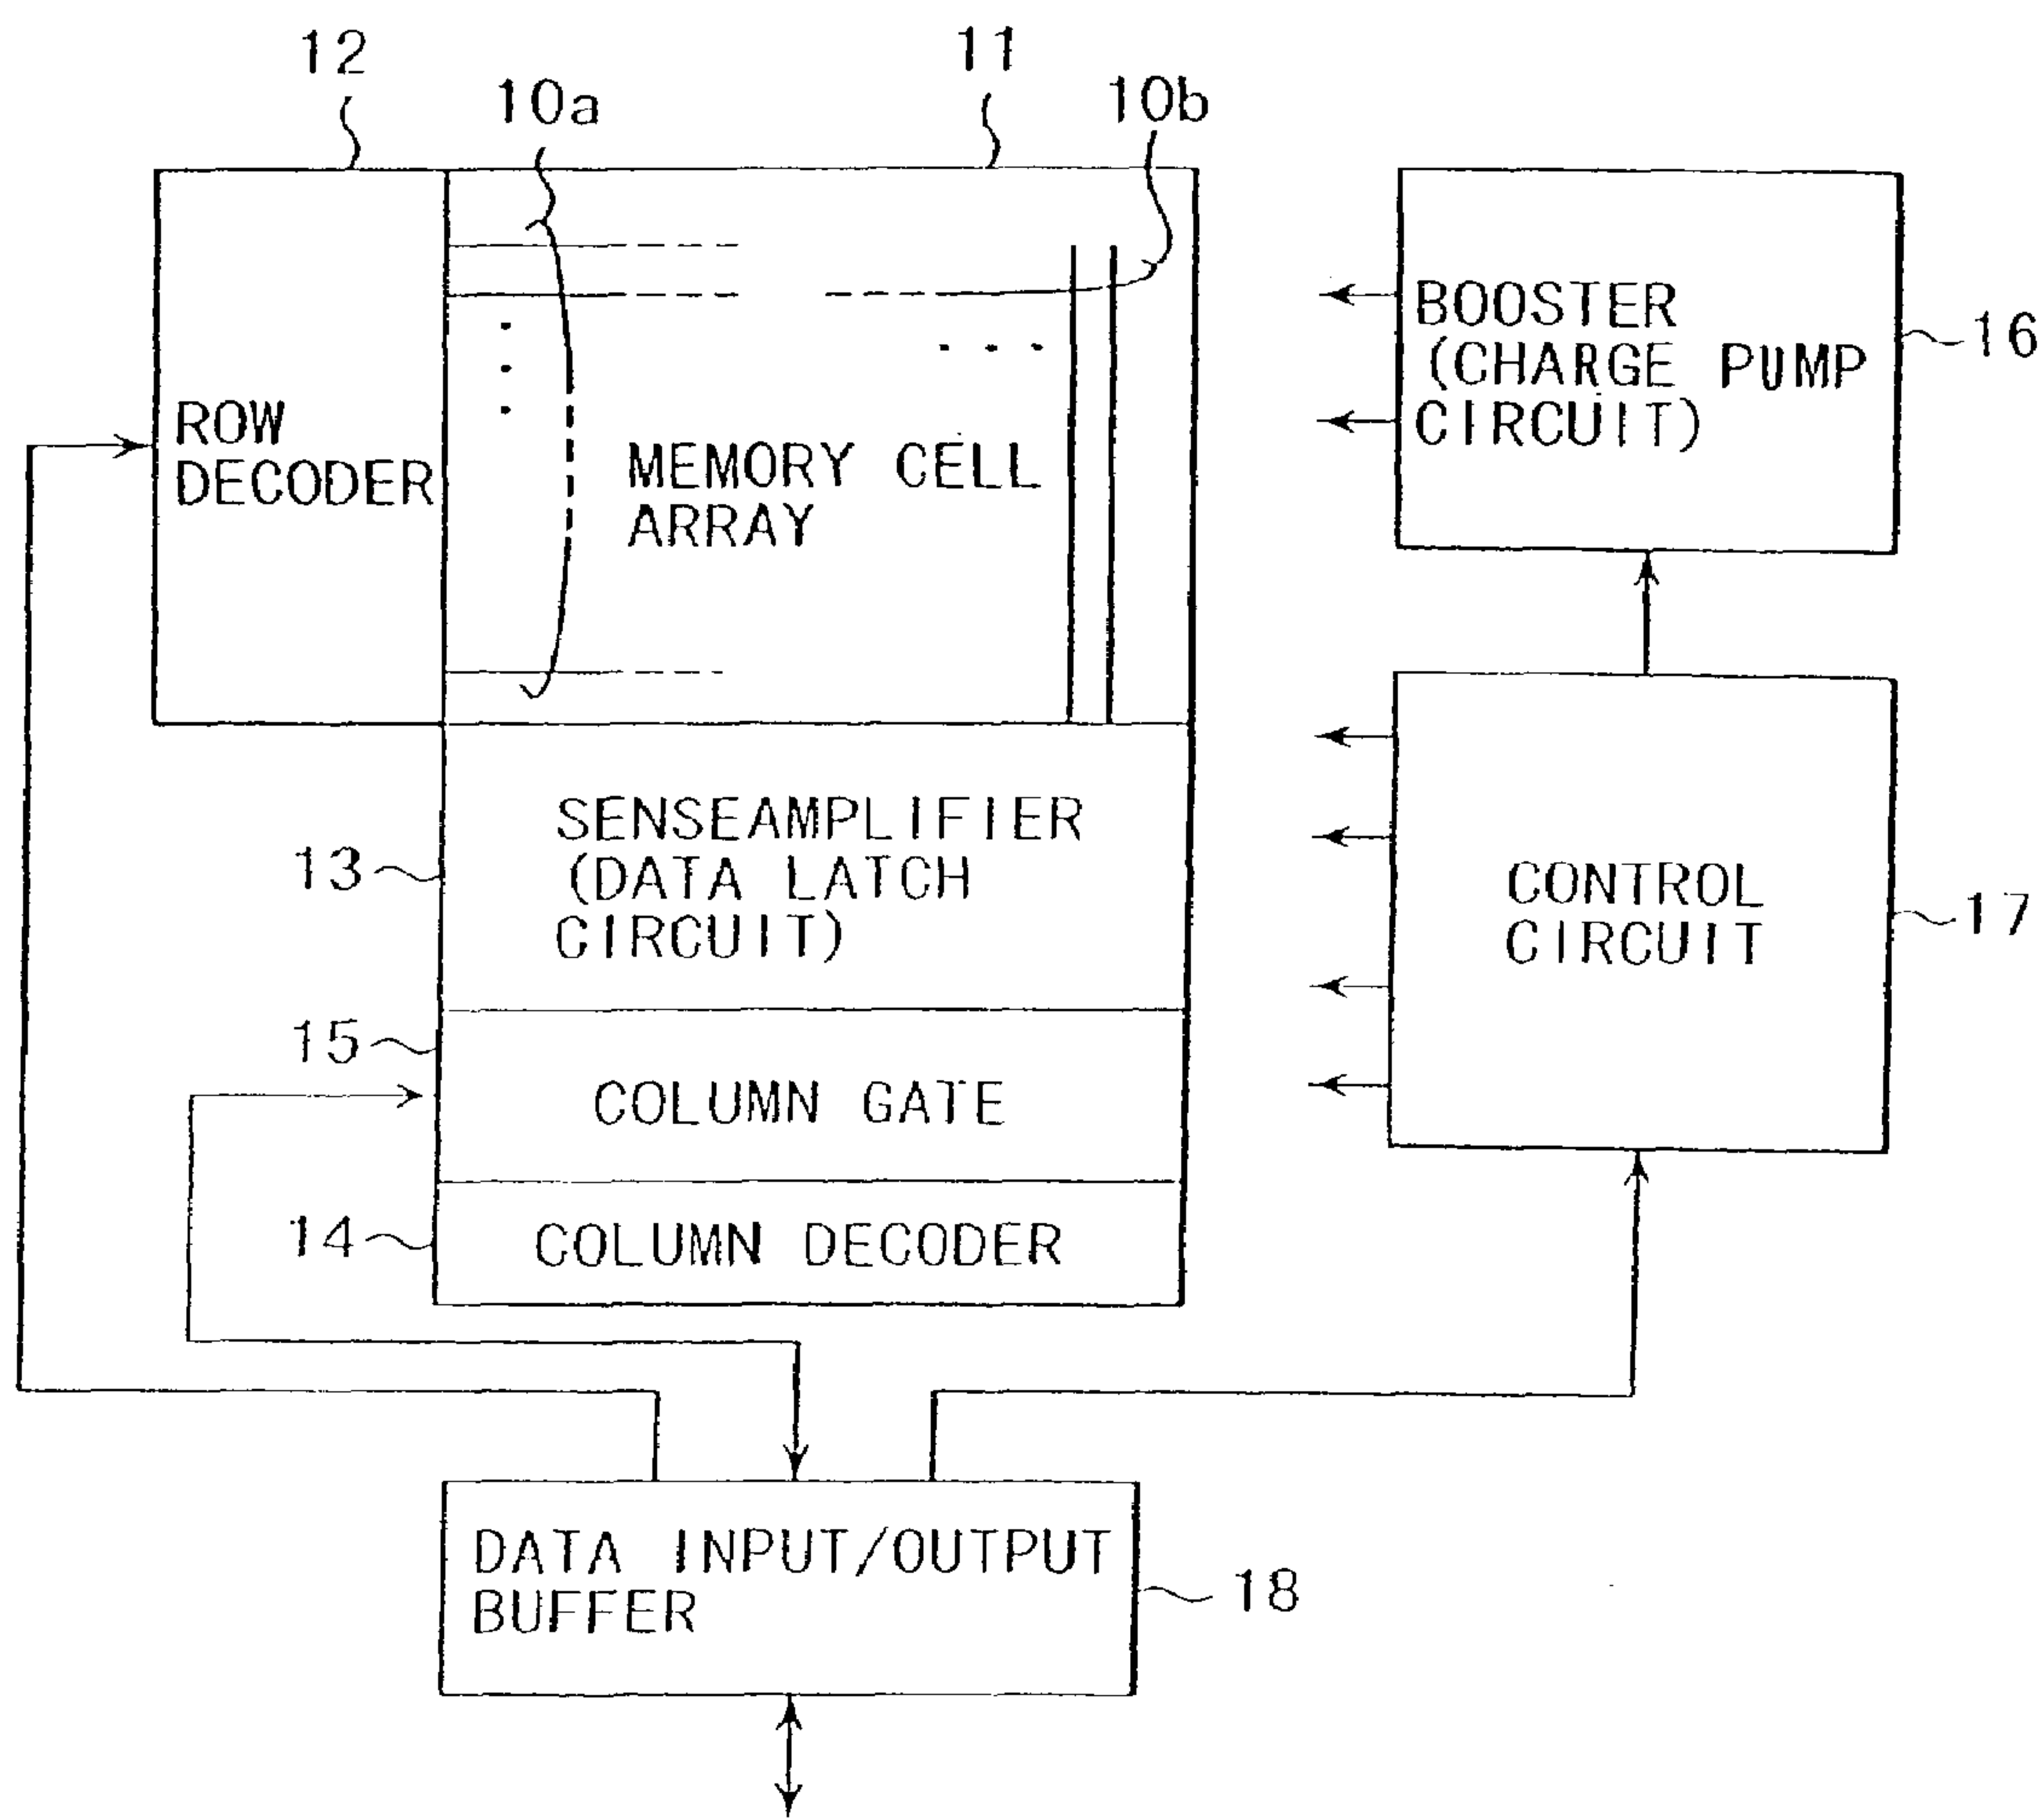 12
11
10a
10b
ROW
DECODER
MEMORY CELL
ARRAY
BOOSTER
(CHARGE PUMP
CIRCUIT)
16
SENSEAMPLIFIER
(DATA LATCH
CIRCUIT)
13
CONTROL
CIRCUIT
17
15
COLUMN GATE
14
COLUMN DECODER
DATA INPUT/OUTPUT
BUFFER
18